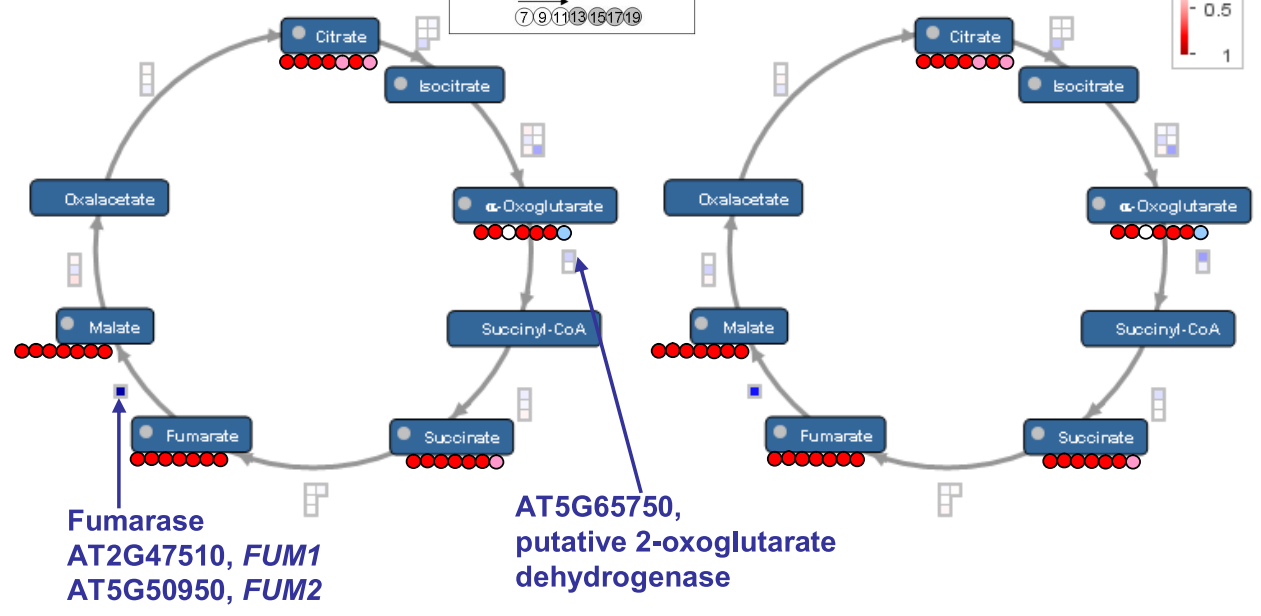 7 9 11 13 15 17 19
0.5
1
Citrate
Isocitrate
α-Oxoglutarate
Succinyl-CoA
Succinate
Fumarate
Malate
Oxalacetate
Fumarase
AT2G47510, FUM1
AT5G50950, FUM2
AT5G65750,
putative 2-oxoglutarate
dehydrogenase
Citrate
Isocitrate
α-Oxoglutarate
Succinyl-CoA
Succinate
Fumarate
Malate
Oxalacetate